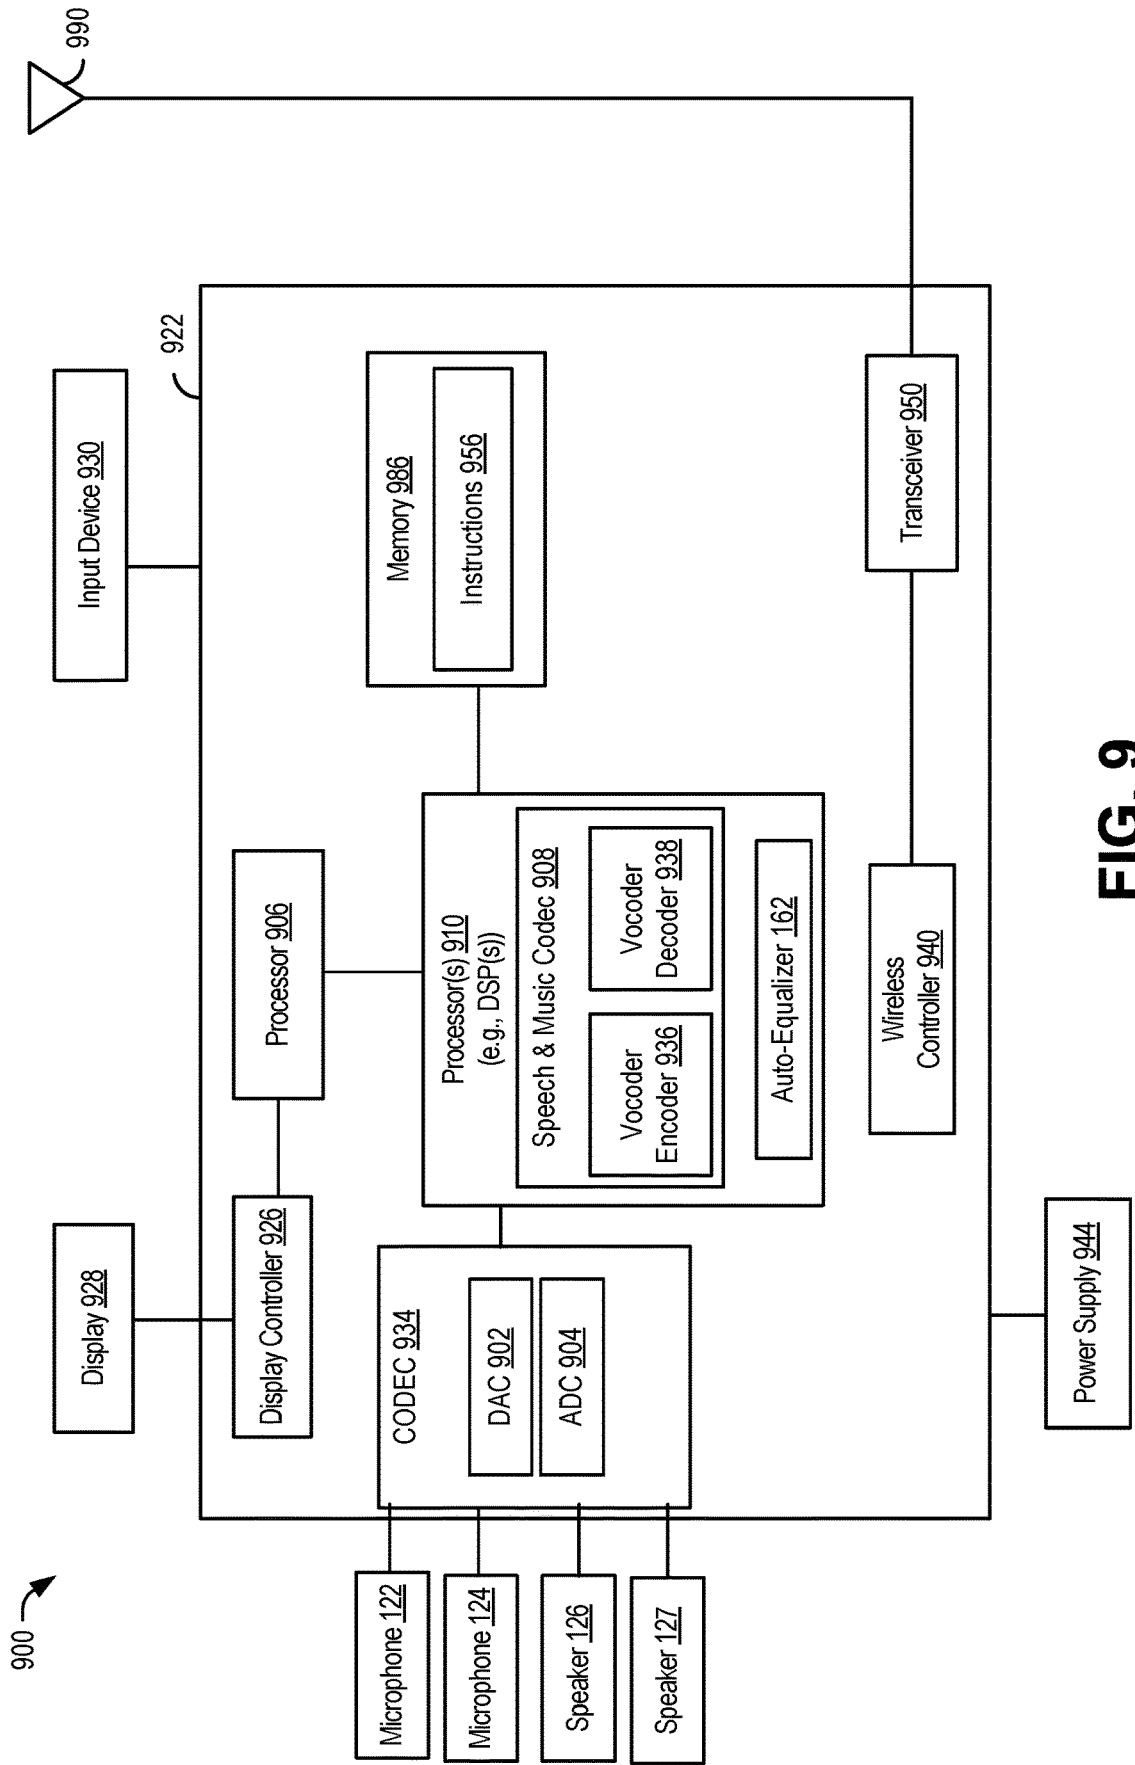 900
Display 928
Input Device 930
990
922
Display Controller 926
Processor 906
Microphone 122
Microphone 124
Speaker 126
Speaker 127
CODEC 934
DAC 902
ADC 904
Processor(s) 910
(e.g., DSP(s))
Speech & Music Codec 908
Vocoder
Encoder 936
Vocoder
Decoder 938
Auto-Equalizer 162
Memory 986
Instructions 956
Wireless
Controller 940
Transceiver 950
Power Supply 944
FIG. 9